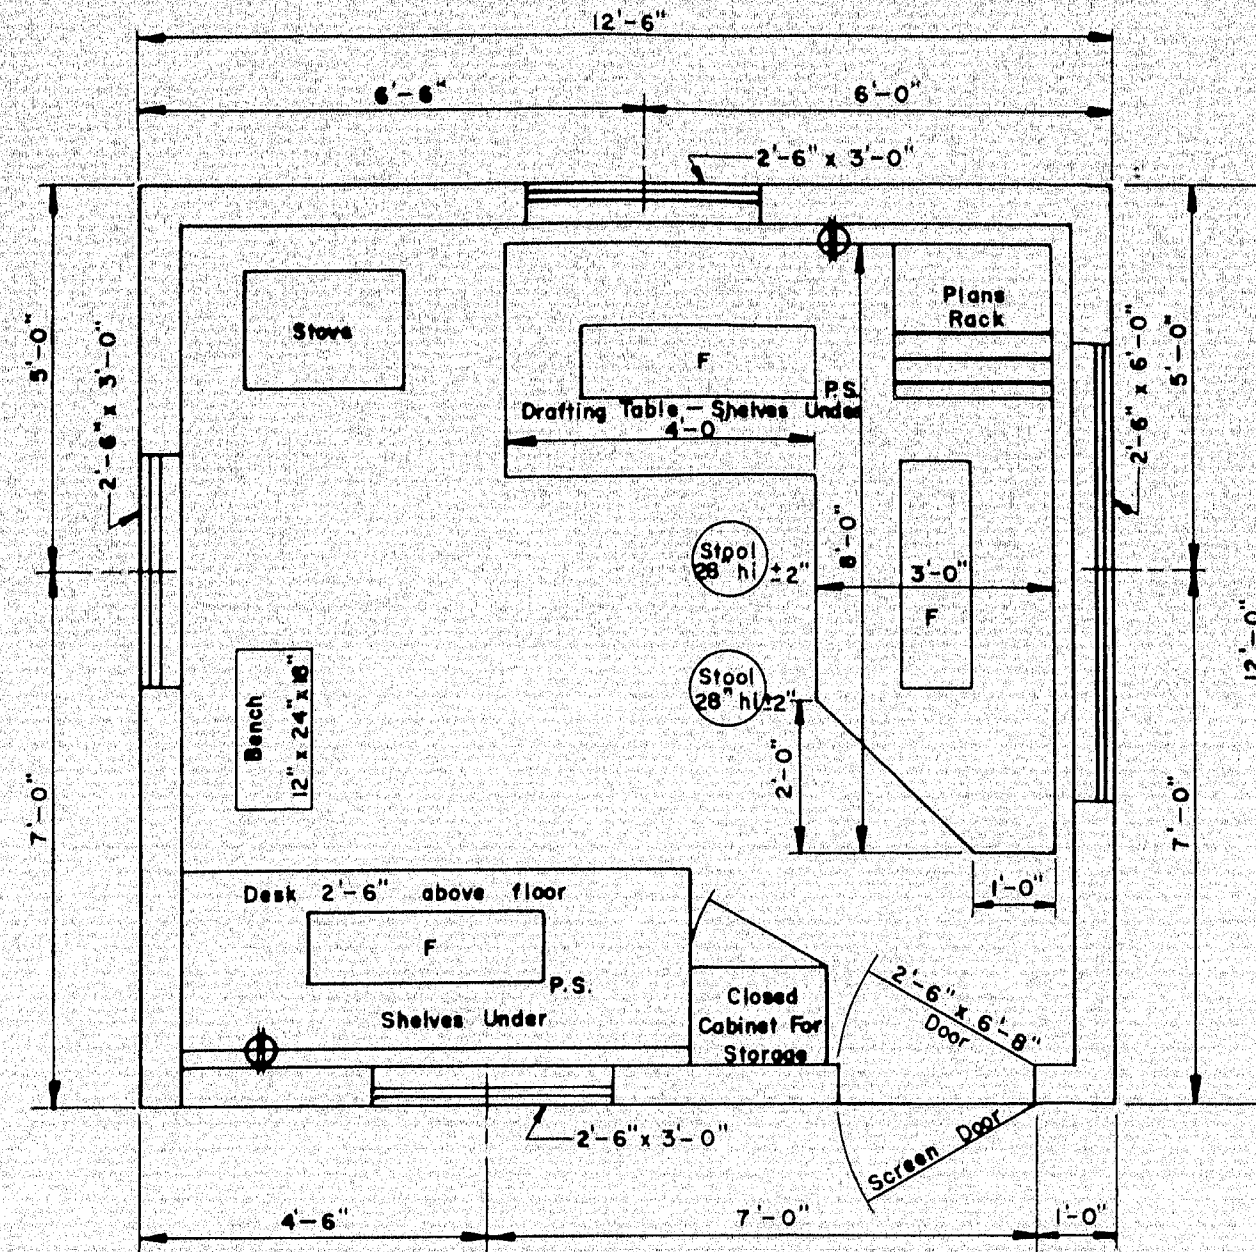 12'-6"
6'-6"
6'-0"
2'-6" x 3'-0"
5'-0"
2'-6" x 3'-0"
Stove
F
P.S.
Drafting Table – Shelves Under
4'-0"
Plans
Rack
2'-6" x 6'-0"
5'-0"
8'-0"
Stool
28" hi ±2"
3'-0"
F
12'-0"
Stool
28" hi ±2"
Bench
12" x 24" x 18"
2'-0"
7'-0"
7'-0"
1'-0"
Desk 2'-6" above floor
F
P.S.
Shelves Under
Closed
Cabinet For
Storage
2'-6" x 6'-8"
Door
Screen Door
2'-6" x 3'-0"
4'-6"
7'-0"
1'-0"